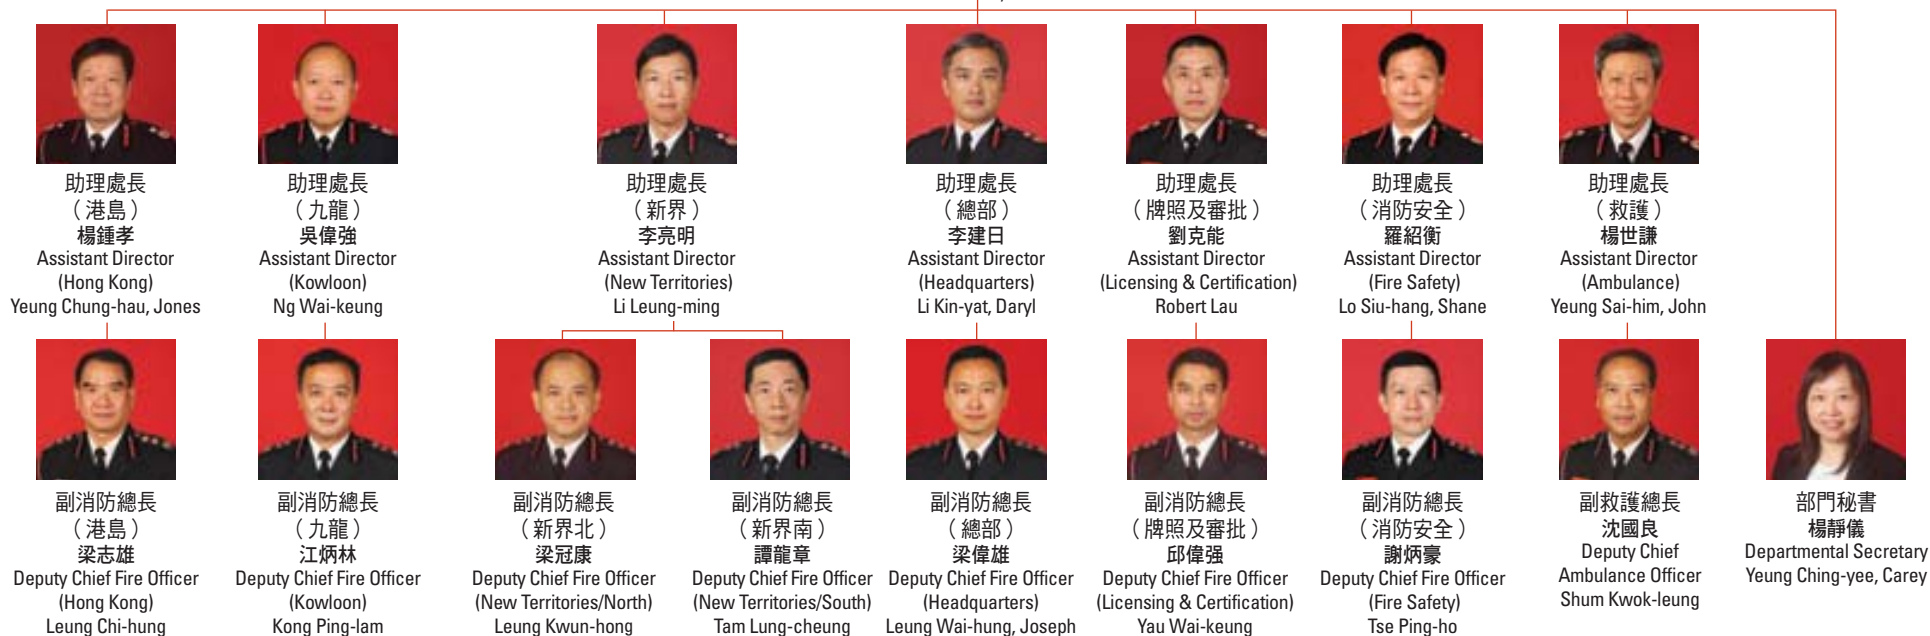 助理處長
（港島）
楊鍾孝
Assistant Director
(Hong Kong)
Yeung Chung-hau, Jones
助理處長
（九龍）
吳偉強
Assistant Director
(Kowloon)
Ng Wai-keung
助理處長
（新界）
李亮明
Assistant Director
(New Territories)
Li Leung-ming
助理處長
（總部）
李建日
Assistant Director
(Headquarters)
Li Kin-yat, Daryl
助理處長
（牌照及審批）
劉克能
Assistant Director
(Licensing & Certification)
Robert Lau
助理處長
（消防安全）
羅紹衡
Assistant Director
(Fire Safety)
Lo Siu-hang, Shane
助理處長
（救護）
楊世謙
Assistant Director
(Ambulance)
Yeung Sai-him, John
副消防總長
（港島）
梁志雄
Deputy Chief Fire Officer
(Hong Kong)
Leung Chi-hung
副消防總長
（九龍）
江炳林
Deputy Chief Fire Officer
(Kowloon)
Kong Ping-lam
副消防總長
（新界北）
梁冠康
Deputy Chief Fire Officer
(New Territories/North)
Leung Kwun-hong
副消防總長
（新界南）
譚龍章
Deputy Chief Fire Officer
(New Territories/South)
Tam Lung-cheung
副消防總長
（總部）
梁偉雄
Deputy Chief Fire Officer
(Headquarters)
Leung Wai-hung, Joseph
副消防總長
（牌照及審批）
邱偉强
Deputy Chief Fire Officer
(Licensing & Certification)
Yau Wai-keung
副消防總長
（消防安全）
謝炳豪
Deputy Chief Fire Officer
(Fire Safety)
Tse Ping-ho
副救護總長
沈國良
Deputy Chief
Ambulance Officer
Shum Kwok-leung
部門秘書
楊靜儀
Departmental Secretary
Yeung Ching-yee, Carey